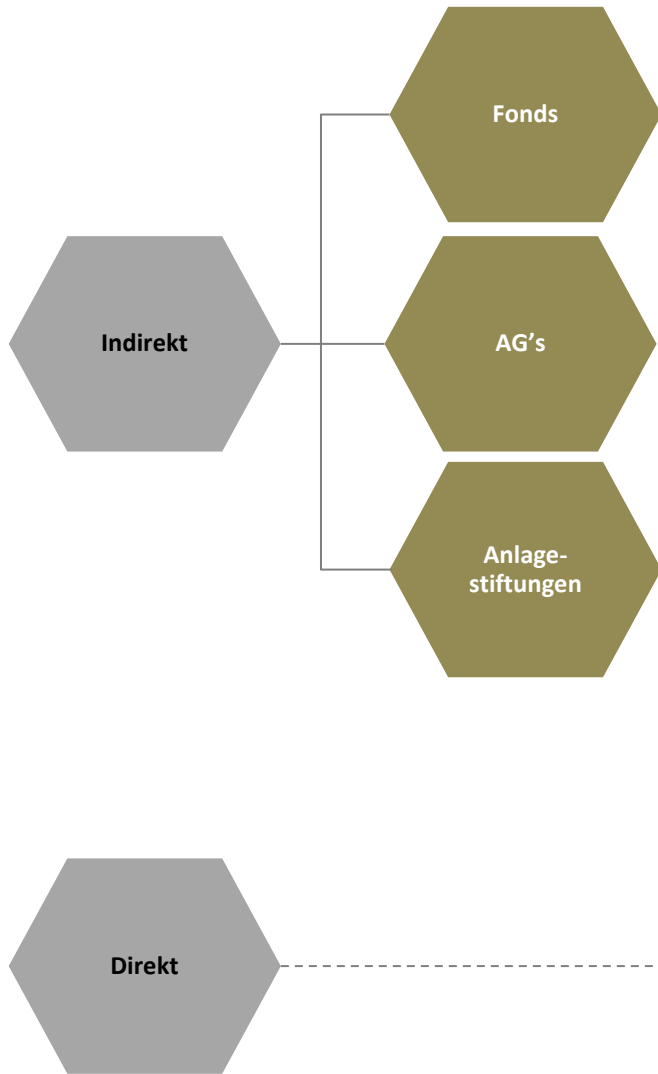 Fonds
Indirekt
AG’s
Anlage-
stiftungen
Direkt